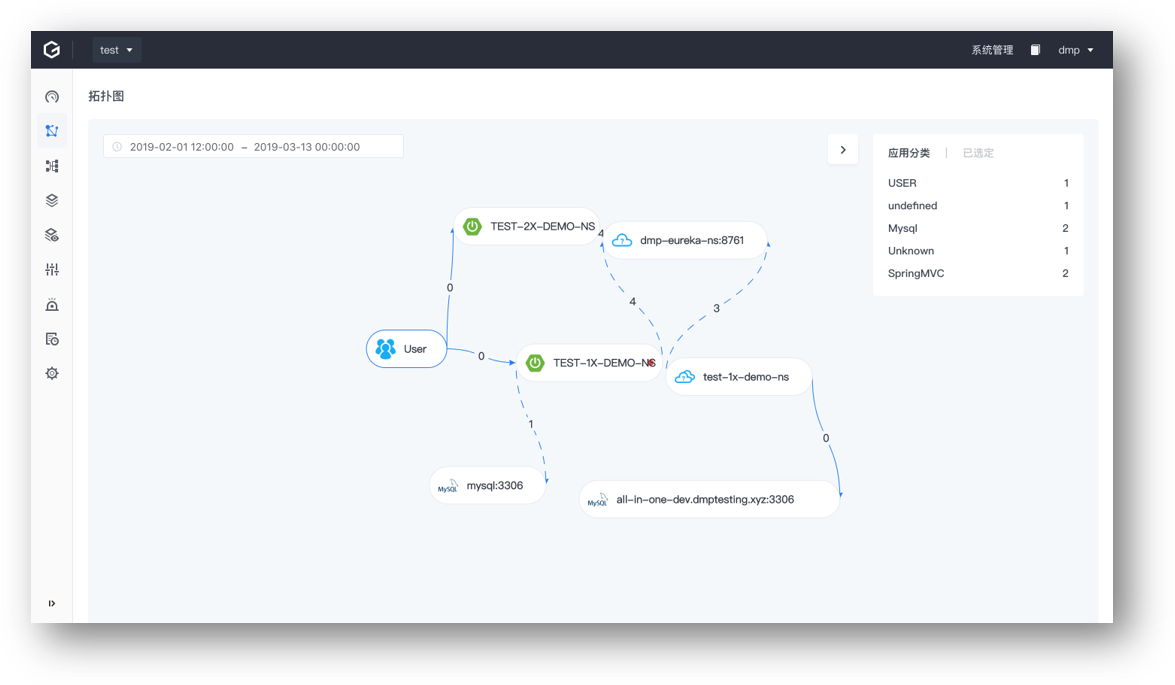 test
系统管理
dmp
拓扑图
2019-02-01 12:00:00 – 2019-03-13 00:00:00
应用分类 | 已选定
USER 1
undefined 1
Mysql 2
Unknown 1
SpringMVC 2
TEST-2X-DEMO-NS
4
dmp-eureka-ns:8761
0
4
3
User
0
TEST-1X-DEMO-NS
test-1x-demo-ns
1
0
MySQL
mysql:3306
MySQL
all-in-one-dev.dmptesting.xyz:3306